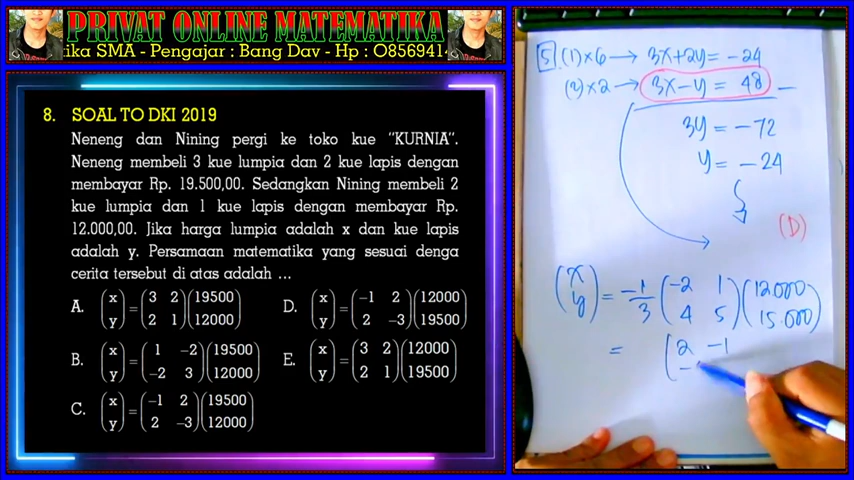 PRIVAT ONLINE MATEMATIKA
tika SMA - Pengajar : Bang Dav - Hp : O856941
8. SOAL TO DKI 2019
Neneng dan Nining pergi ke toko kue "KURNIA".
Neneng membeli 3 kue lumpia dan 2 kue lapis dengan
membayar Rp. 19.500,00. Sedangkan Nining membeli 2
kue lumpia dan 1 kue lapis dengan membayar Rp.
12.000,00. Jika harga lumpia adalah x dan kue lapis
adalah y. Persamaan matematika yang sesuai denga
cerita tersebut di atas adalah ...
A. (x y) = (3 2 2 1)(19500 12000)
B. (x y) = (1 -2 -2 3)(19500 12000)
C. (x y) = (-1 2 2 -3)(19500 12000)
D. (x y) = (-1 2 2 -3)(12000 19500)
E. (x y) = (3 2 2 1)(12000 19500)
5. (1) x 6 → 3x+2y = -24
(2) x 2 → 3x-y = 48 -
3y = -72
y = -24
(D)
(x y) = -1/3 (-2 1 4 5)(12000 15.000)
= (2 -1